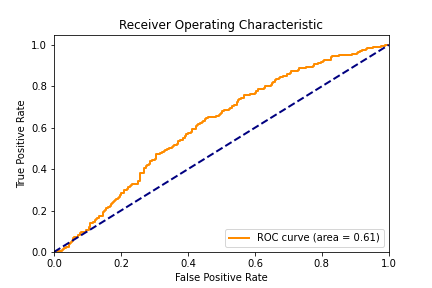 Receiver Operating Characteristic
True Positive Rate
1.0
0.8
0.6
0.4
0.2
0.0
ROC curve (area = 0.61)
0.0 0.2 0.4 0.6 0.8 1.0
False Positive Rate